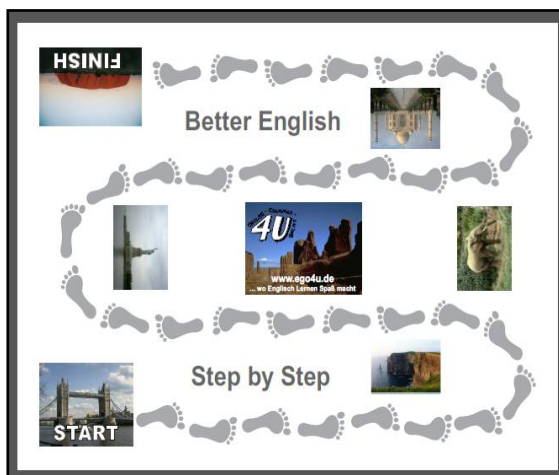 FINISH
Better English
4U
www.ego4u.de
... wo Englisch Lernen Spaß macht
Step by Step
START